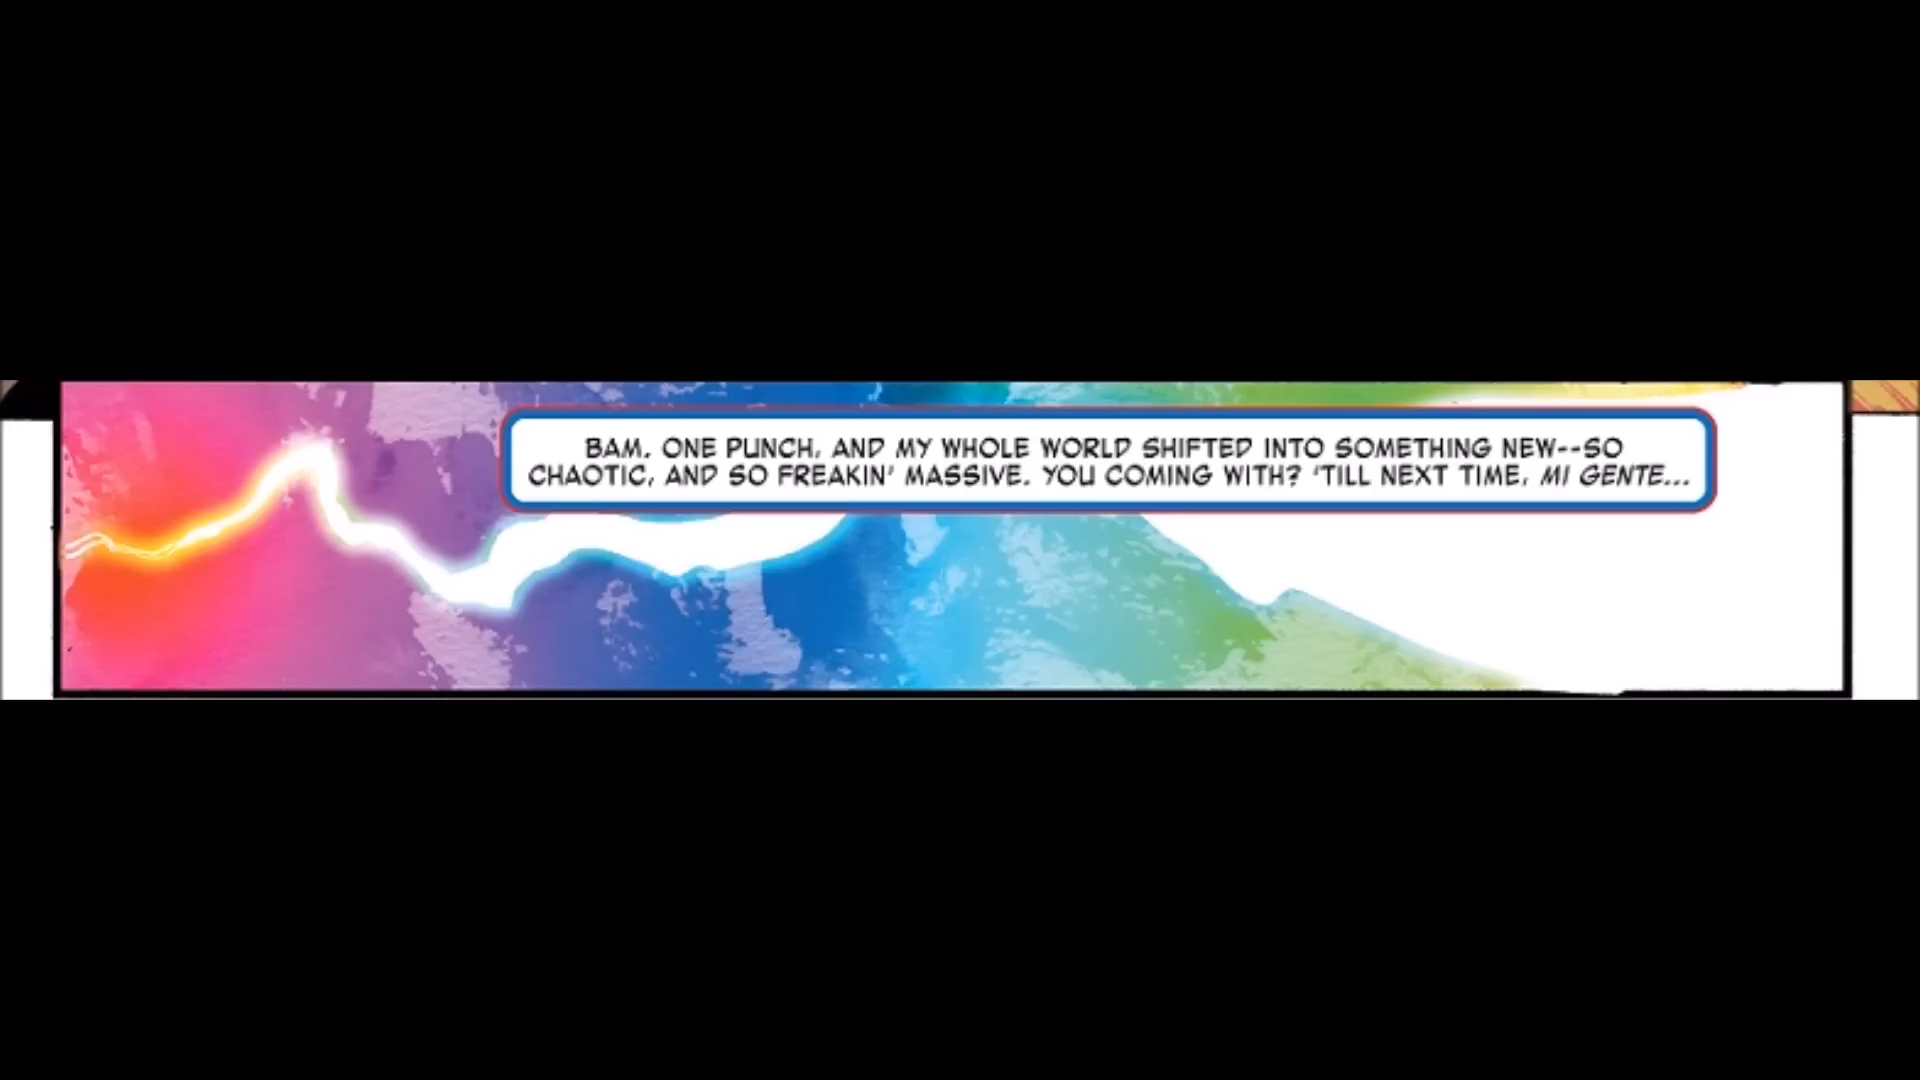 BAM. ONE PUNCH, AND MY WHOLE WORLD SHIFTED INTO SOMETHING NEW--SO
CHAOTIC, AND SO FREAKIN' MASSIVE. YOU COMING WITH? 'TILL NEXT TIME, MI GENTE...